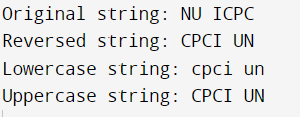 Original string: NU ICPC
Reversed string: CPCI UN
Lowercase string: cpci un
Uppercase string: CPCI UN